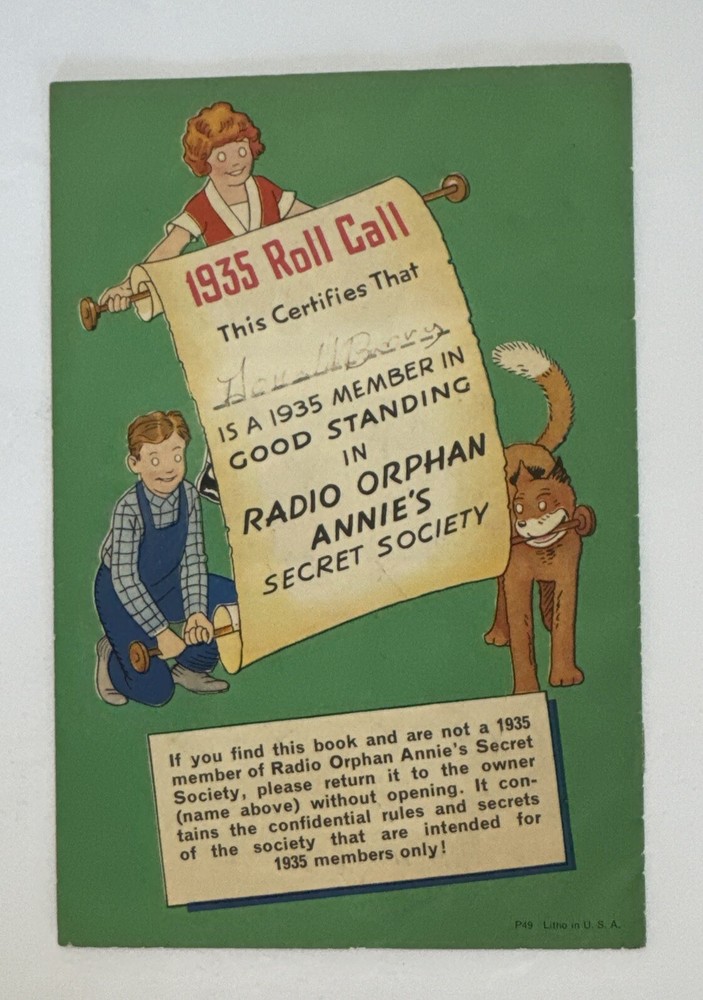 1935 Roll Call
This Certifies That
IS A 1935 MEMBER IN
GOOD STANDING
IN
RADIO ORPHAN
ANNIE'S
SECRET SOCIETY
If you find this book and are not a 1935
member of Radio Orphan Annie's Secret
Society, please return it to the owner
(name above) without opening. It con-
tains the confidential rules and secrets
of the society that are intended for
1935 members only!
P49 Litho in U. S. A.